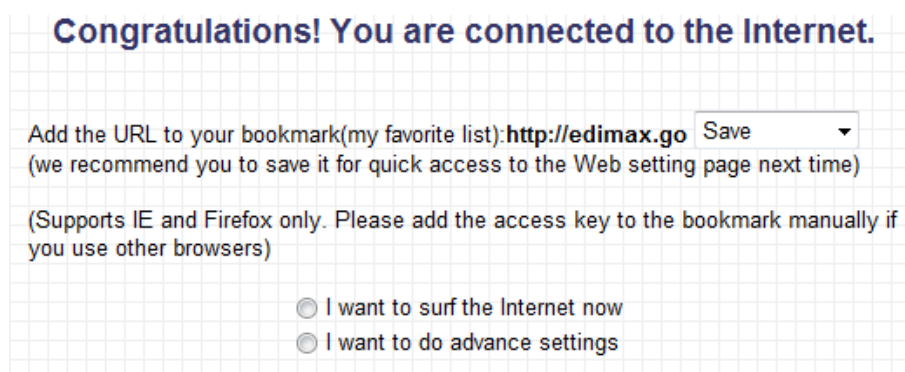 Congratulations! You are connected to the Internet.
Add the URL to your bookmark(my favorite list):http://edimax.go Save
(we recommend you to save it for quick access to the Web setting page next time)
(Supports IE and Firefox only. Please add the access key to the bookmark manually if
you use other browsers)
I want to surf the Internet now
I want to do advance settings